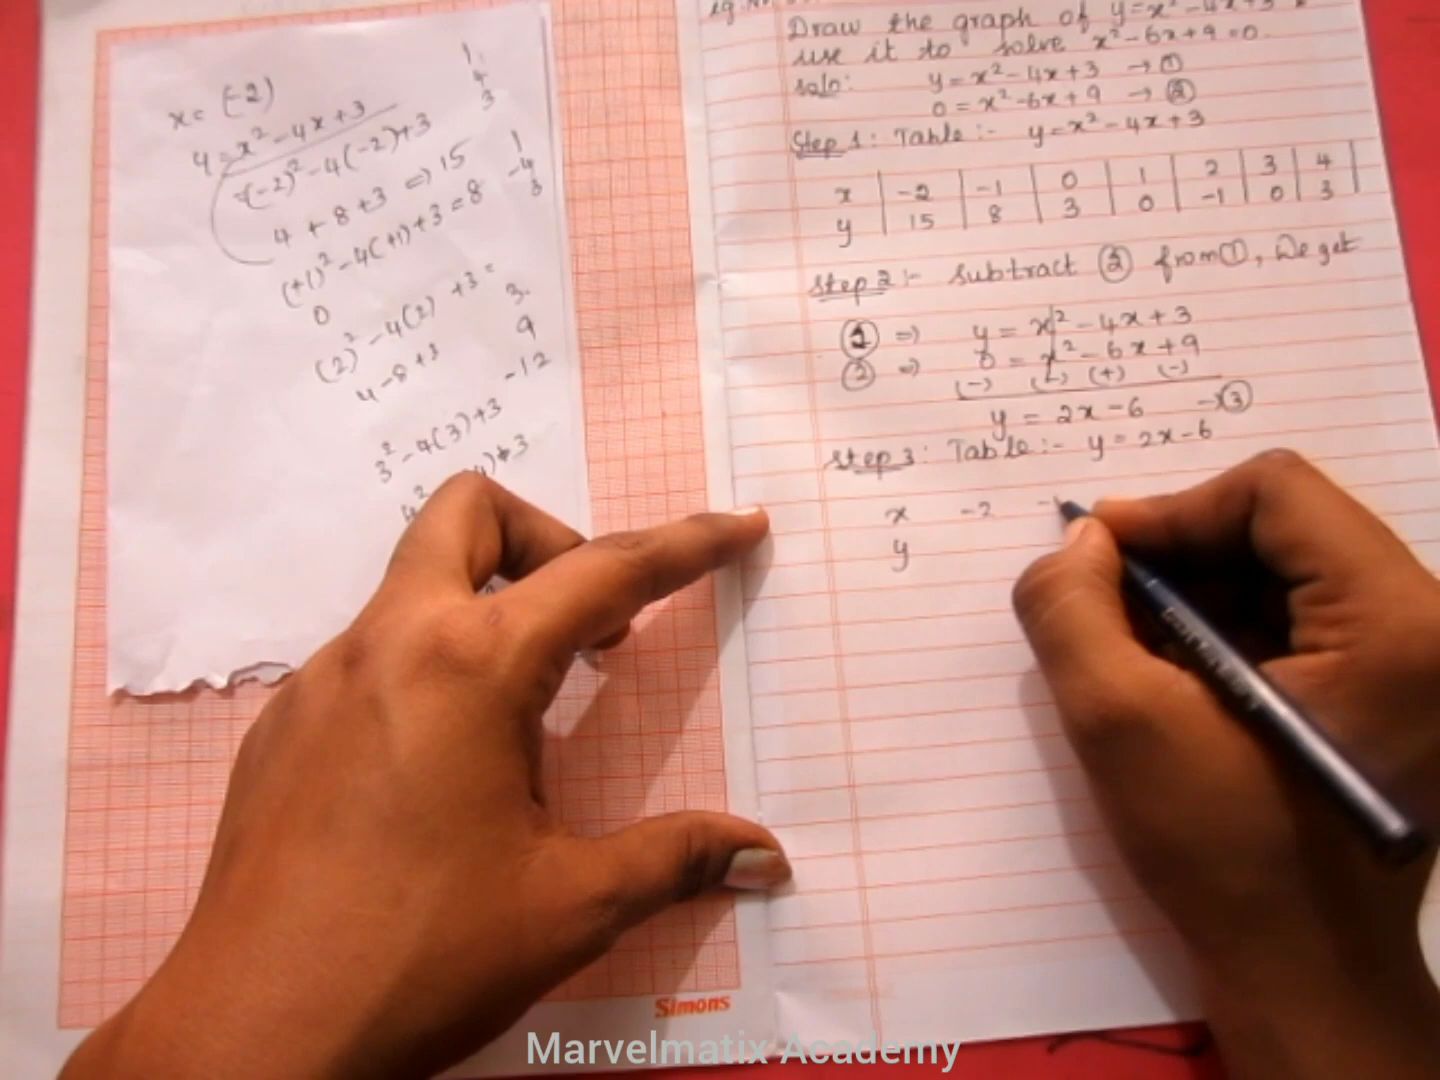 x = (-2)
y = x² - 4x + 3
= (-2)² - 4(-2) + 3
4 + 8 + 3 => 15
(+1)² - 4(+1) + 3 = 8
0
(2)² - 4(2) + 3 =
4 - 8 + 3
3² - 4(3) + 3
1
4
3
1
-4
3
3.
9
-12
Draw the graph of y = x² - 4x + 3
use it to solve x² - 6x + 9 = 0.
soln: y = x² - 4x + 3 → ①
0 = x² - 6x + 9 → ②
Step 1: Table :- y = x² - 4x + 3
x | -2 | -1 | 0 | 1 | 2 | 3 | 4 |
y | 15 | 8 | 3 | 0 | -1 | 0 | 3 |
Step 2 :- Subtract ② from ①, We get
① => y = x² - 4x + 3
② => 0 = x² - 6x + 9
(-) (-) (+) (-)
y = 2x - 6 → ③
Step 3 : Table :- y = 2x - 6
x -2
y
Simons
Marvelmatix Academy